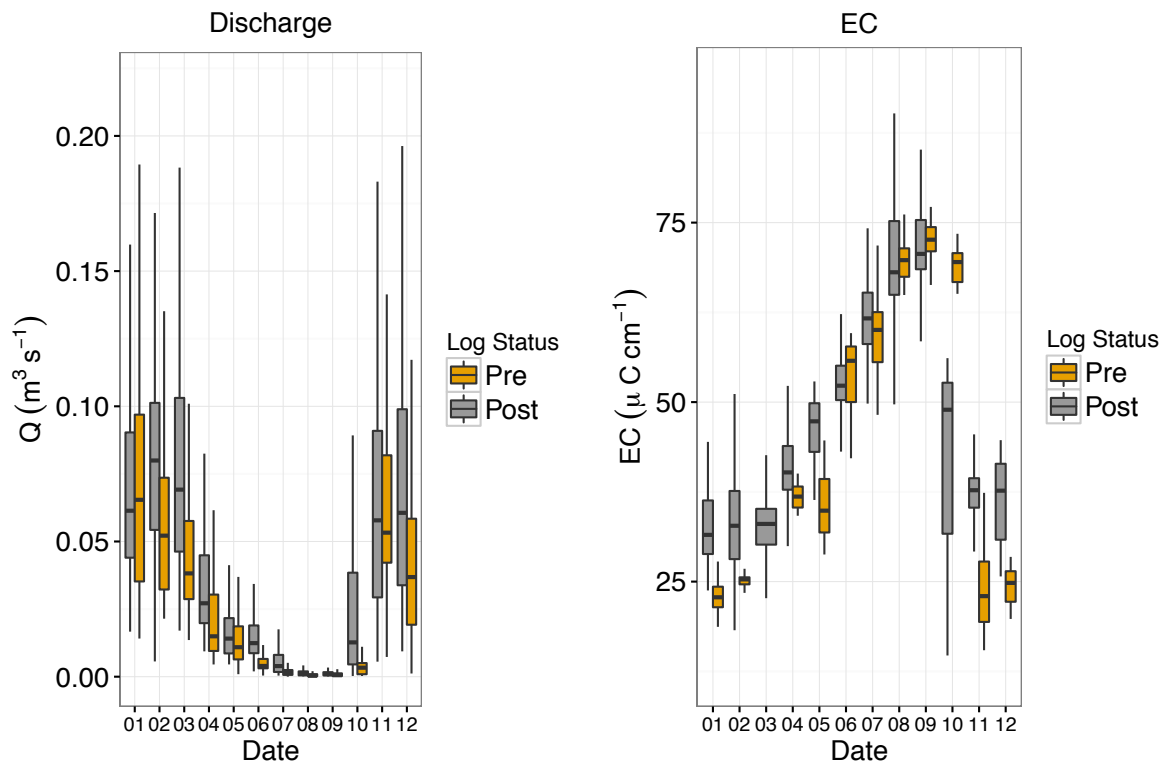 Discharge
Q (m³ s⁻¹)
0.20
0.15
0.10
0.05
0.00
01 02 03 04 05 06 07 08 09 10 11 12
Date
Log Status
Pre
Post
EC
EC (μ C cm⁻¹)
75
50
25
01 02 03 04 05 06 07 08 09 10 11 12
Date
Log Status
Pre
Post